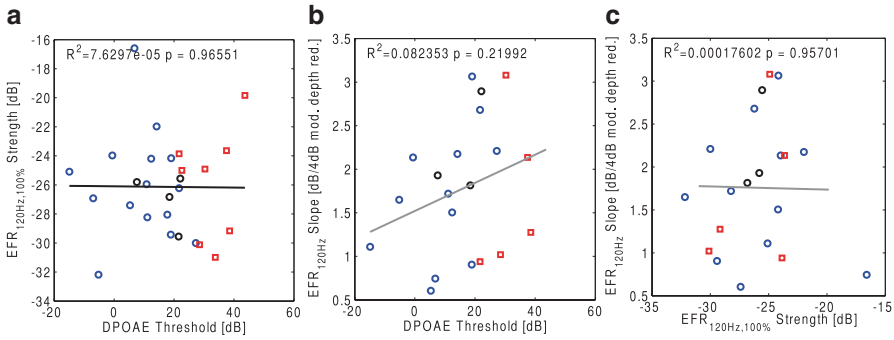 a
R²=7.6297e-05 p = 0.96551
EFR120Hz,100% Strength [dB]
-16
-18
-20
-22
-24
-26
-28
-30
-32
-34
-20 0 20 40 60
DPOAE Threshold [dB]
b
R²=0.082353 p = 0.21992
EFR120Hz Slope [dB/4dB mod. depth red.]
3.5
3
2.5
2
1.5
1
0.5
-20 0 20 40 60
DPOAE Threshold [dB]
c
R²=0.00017602 p = 0.95701
EFR120Hz Slope [dB/4dB mod. depth red.]
3.5
3
2.5
2
1.5
1
0.5
-35 -30 -25 -20 -15
EFR120Hz,100% Strength [dB]